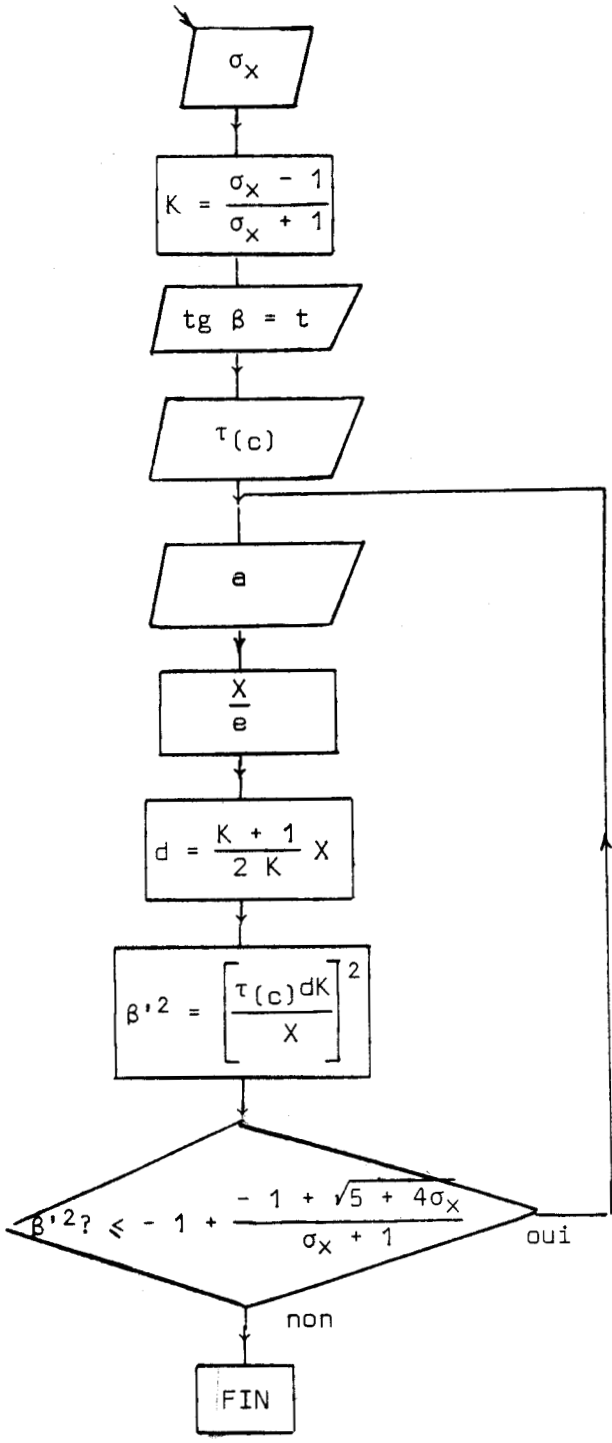 σx
K = (σx - 1) / (σx + 1)
tg β = t
τ(c)
a
X / e
d = (K + 1) / (2 K) X
β'² = [τ(c) dK / X]²
β'²? ⩽ - 1 + (- 1 + √(5 + 4σx)) / (σx + 1)
oui
non
FIN